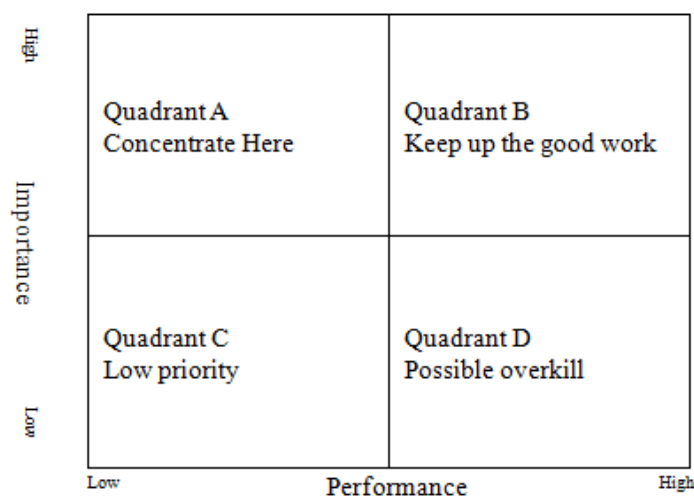 High
Quadrant A
Concentrate Here
Quadrant B
Keep up the good work
Importance
Quadrant C
Low priority
Quadrant D
Possible overkill
Low
Low
Performance
High